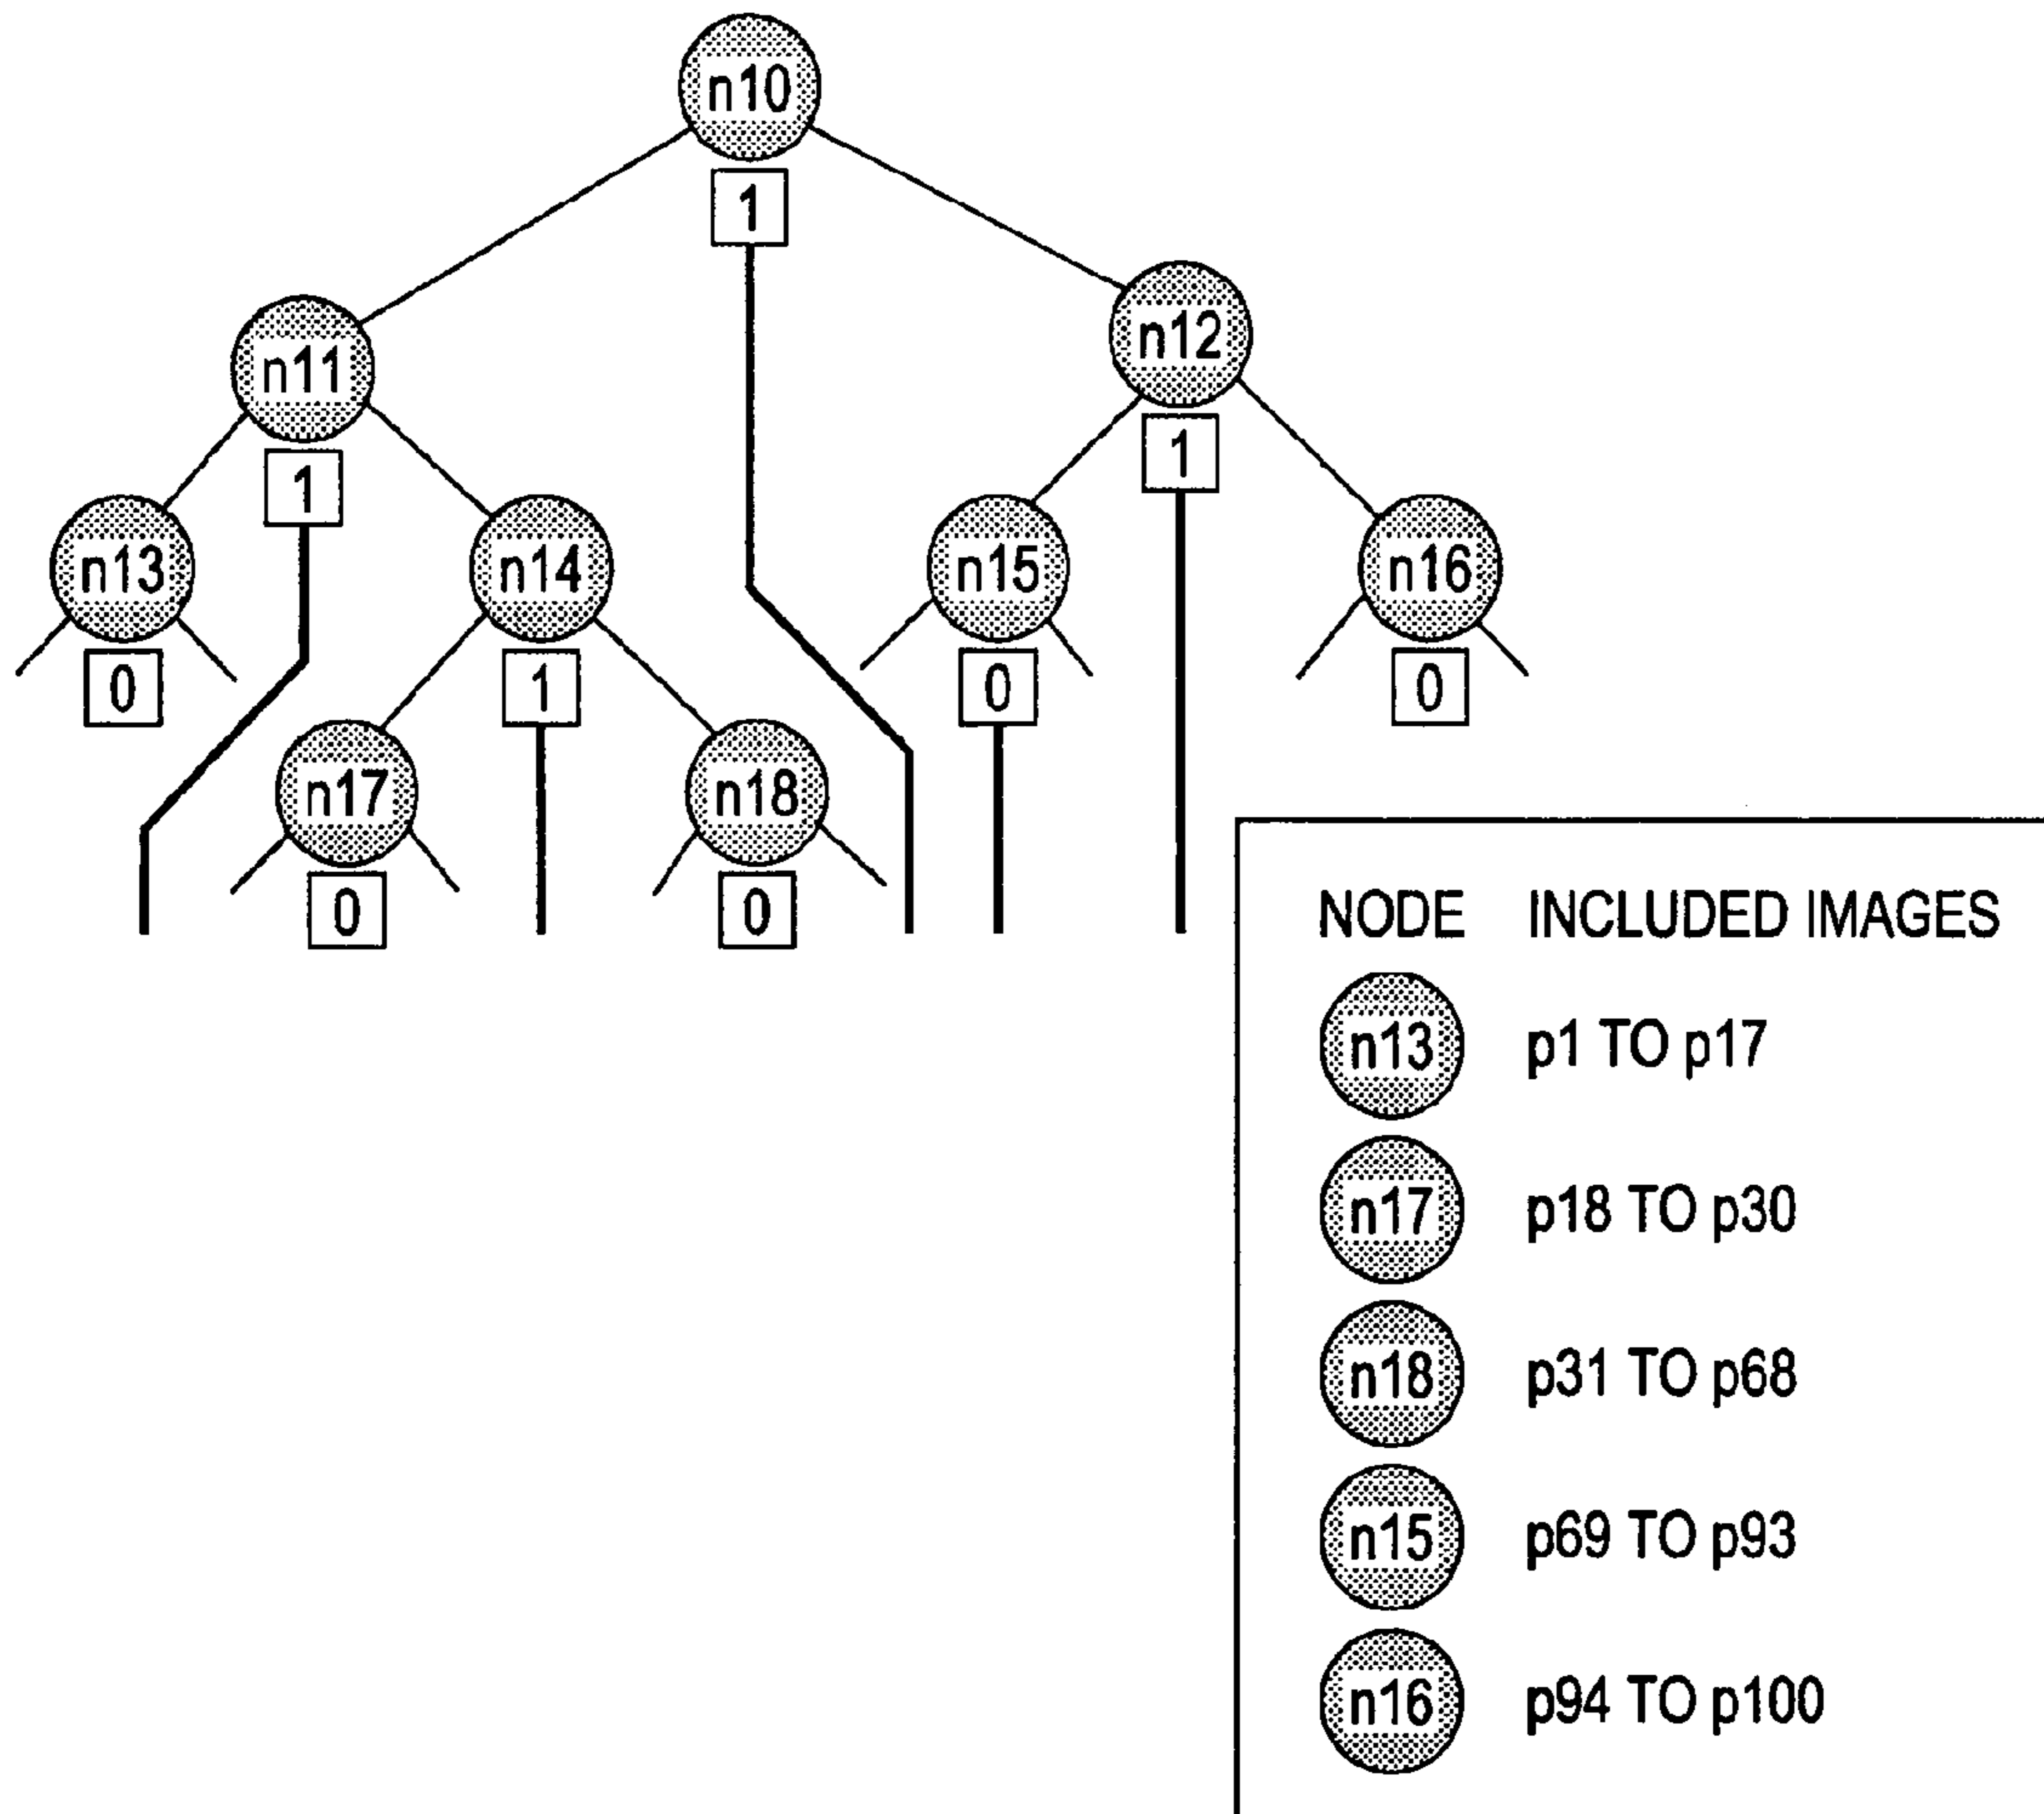 n10
1
n12
n11
1
1
n13
n14
n15
n16
0
1
0
0
n17
n18
0
0
NODE INCLUDED IMAGES
n13 p1 TO p17
n17 p18 TO p30
n18 p31 TO p68
n15 p69 TO p93
n16 p94 TO p100